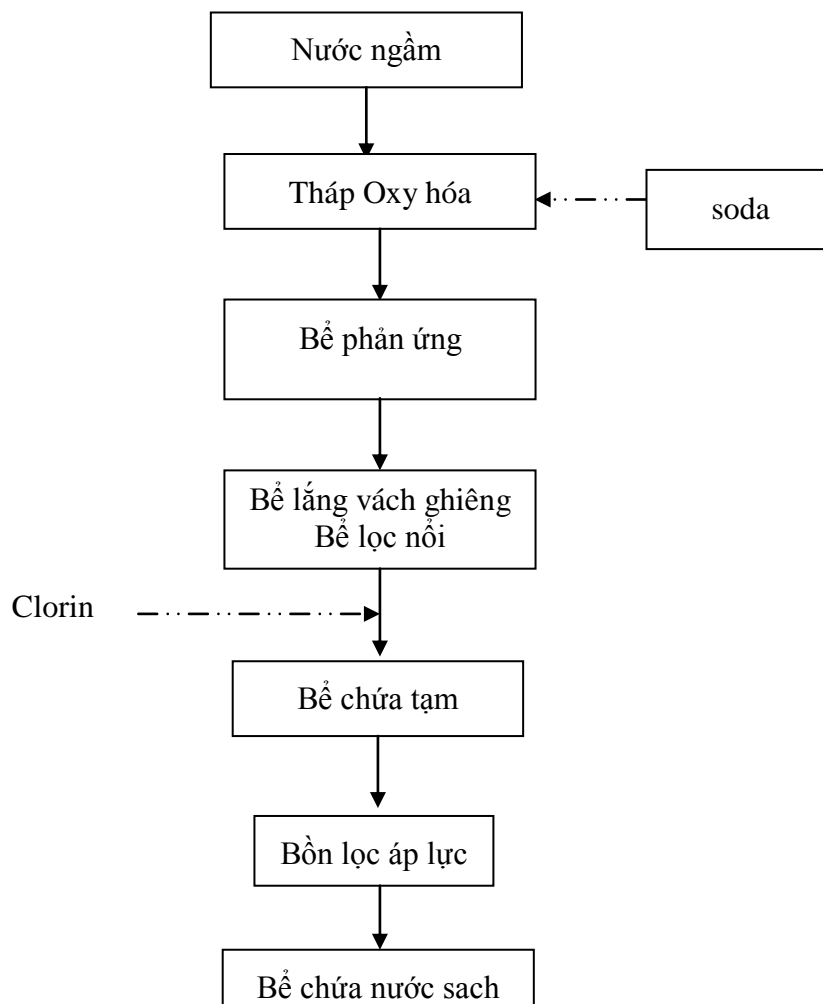 Nước ngầm
Tháp Oxy hóa
soda
Bể phản ứng
Bể lắng vách ghiêng
Bể lọc nổi
Clorin
Bể chứa tạm
Bồn lọc áp lực
Bể chứa nước sach